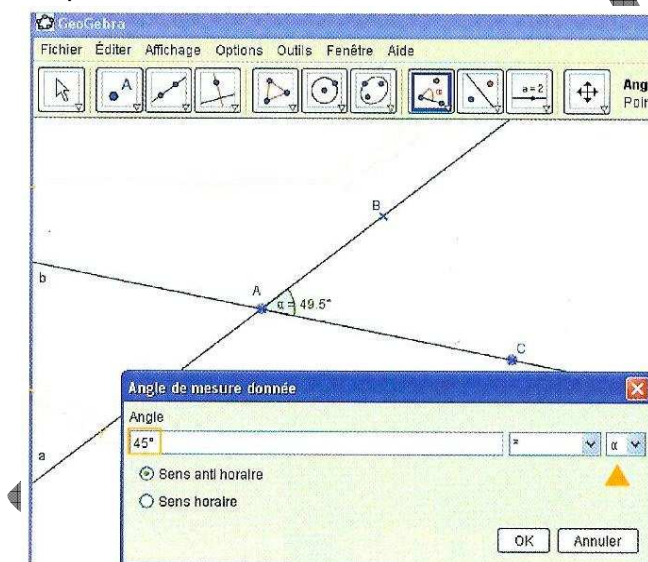 GeoGebra
Fichier Éditer Affichage Options Outils Fenêtre Aide
A
α
a = 2
Ang
Poin
B
b
A
α = 49.5°
C
a
Angle de mesure donnée
Angle
45°
α
Sens anti horaire
Sens horaire
OK Annuler